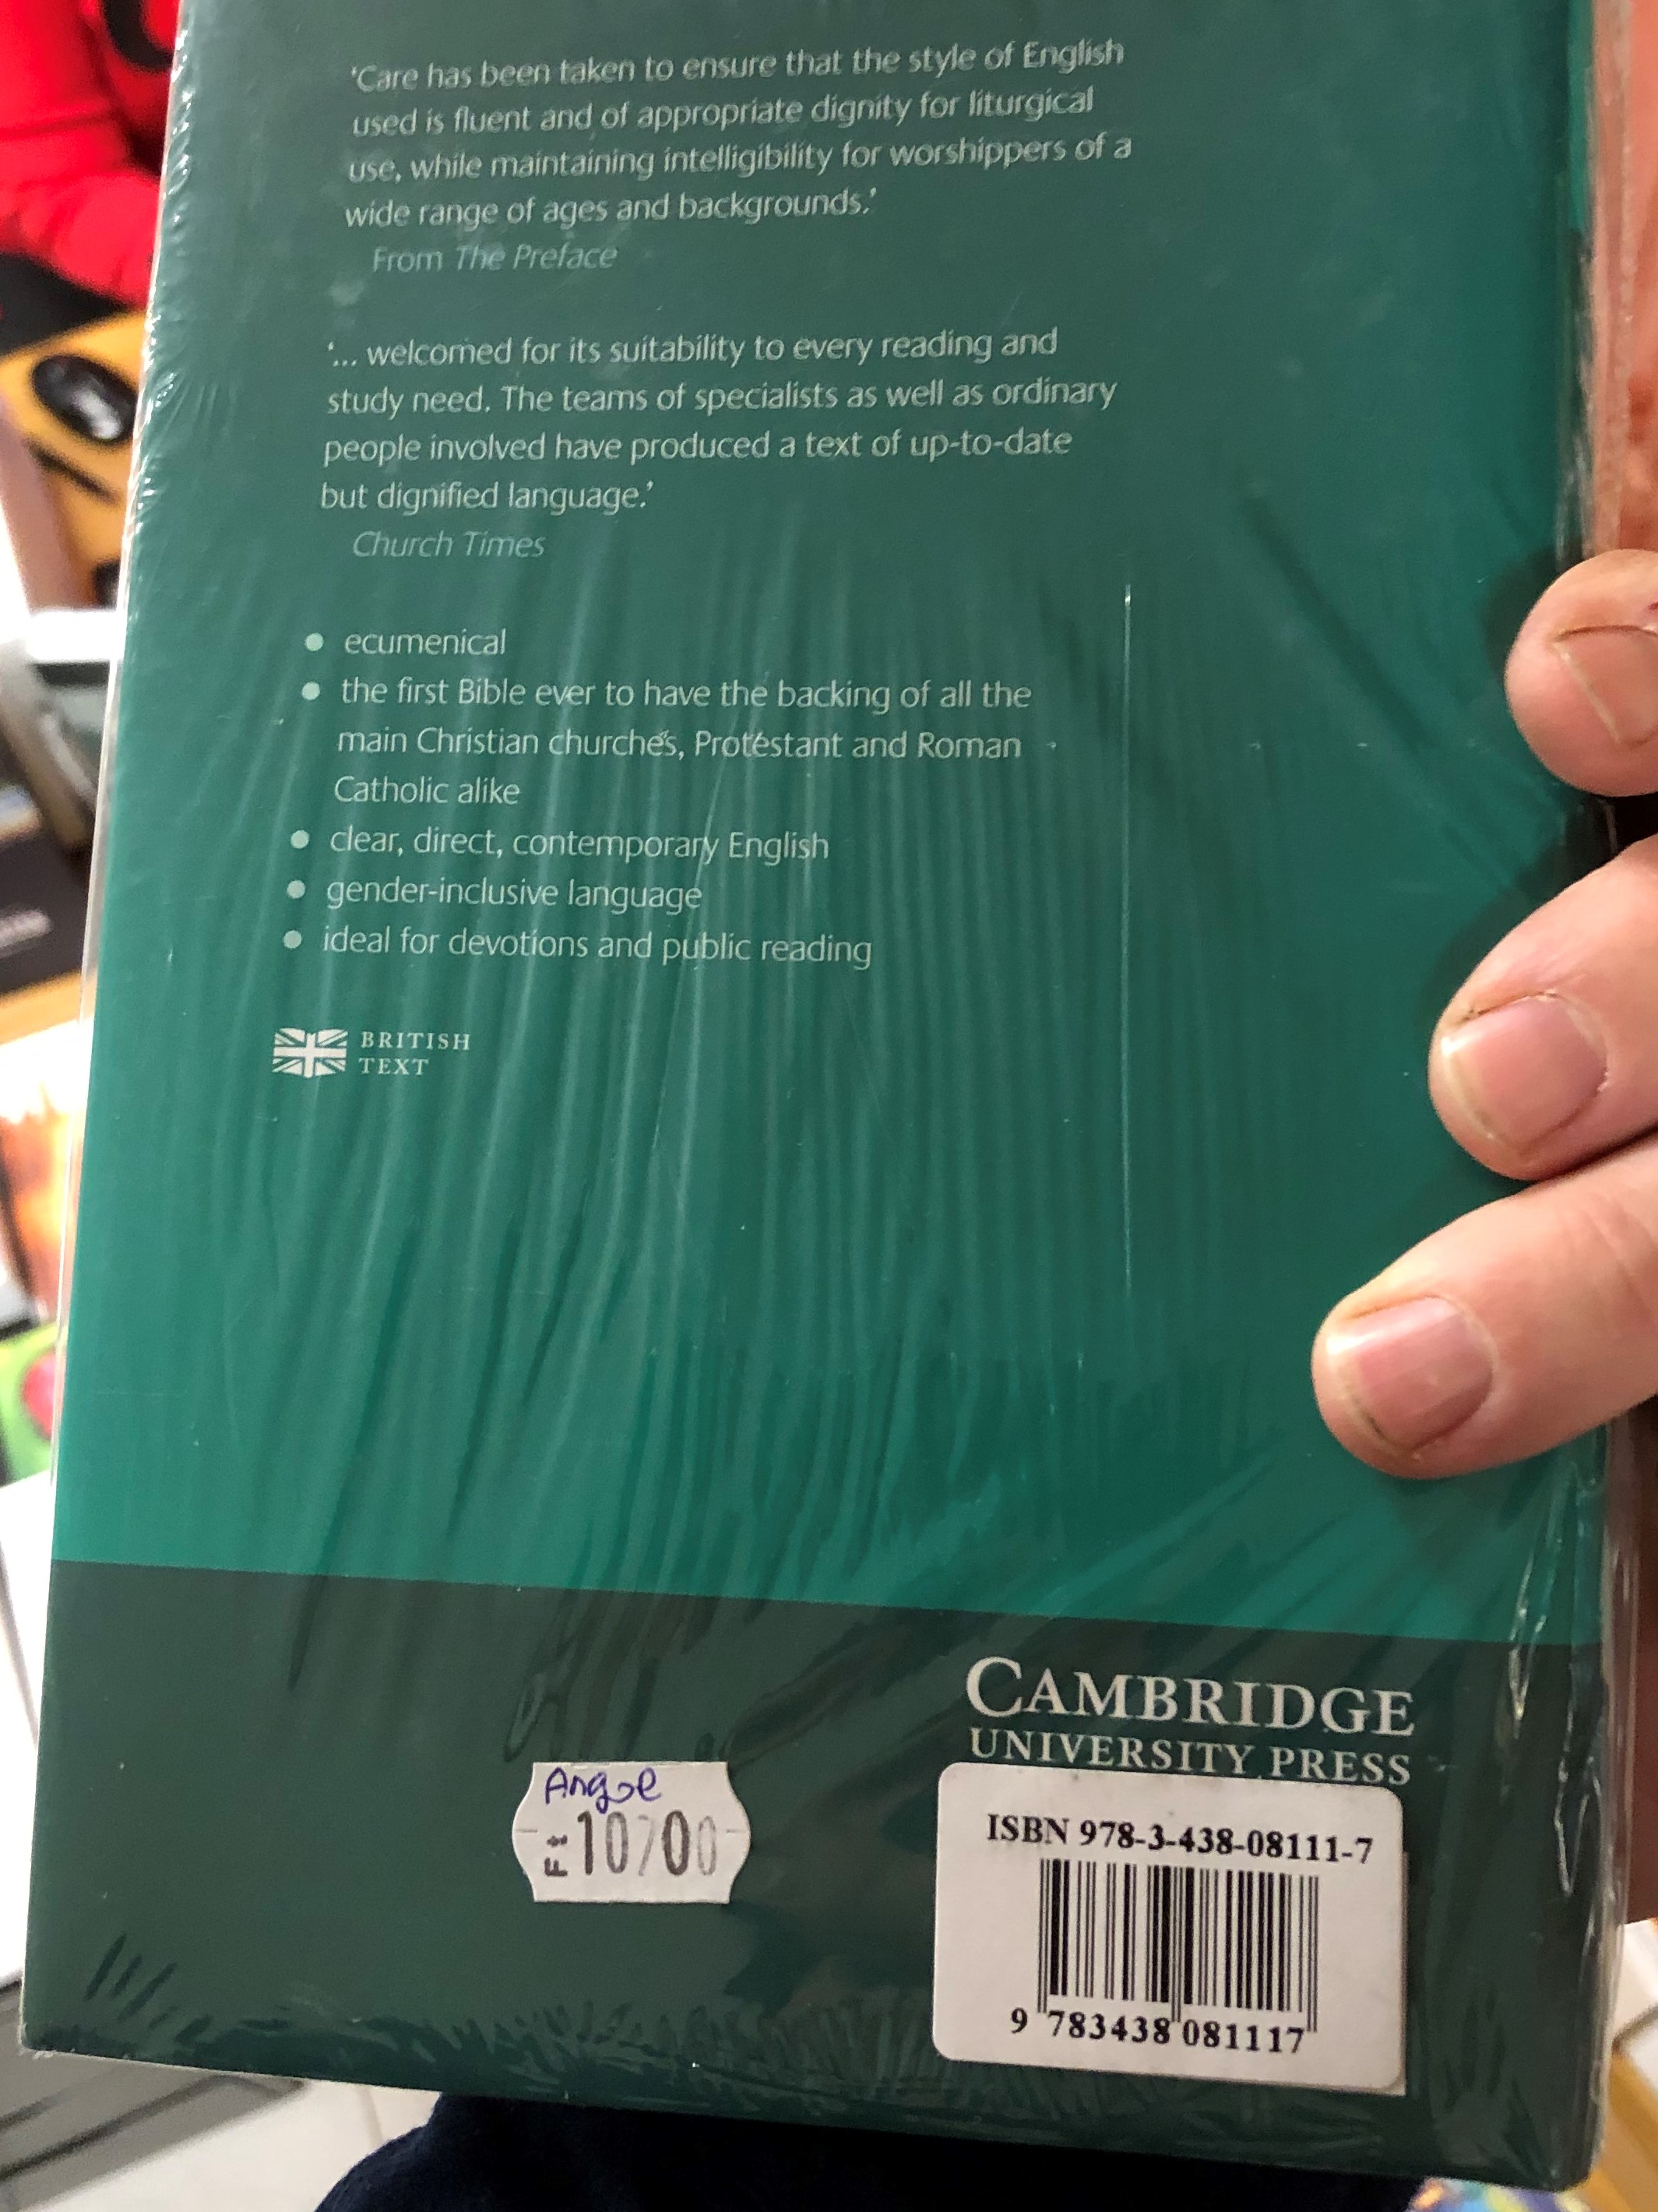 ‘Care has been taken to ensure that the style of English
used is fluent and of appropriate dignity for liturgical
use, while maintaining intelligibility for worshippers of a
wide range of ages and backgrounds.’
From The Preface
‘... welcomed for its suitability to every reading and
study need. The teams of specialists as well as ordinary
people involved have produced a text of up-to-date
but dignified language.’
Church Times
• ecumenical
• the first Bible ever to have the backing of all the
main Christian churches, Protestant and Roman
Catholic alike
• clear, direct, contemporary English
• gender-inclusive language
• ideal for devotions and public reading
BRITISH
TEXT
CAMBRIDGE
UNIVERSITY PRESS
Angol
Ft
ISBN 978-3-438-08111-7
9 783438 081117